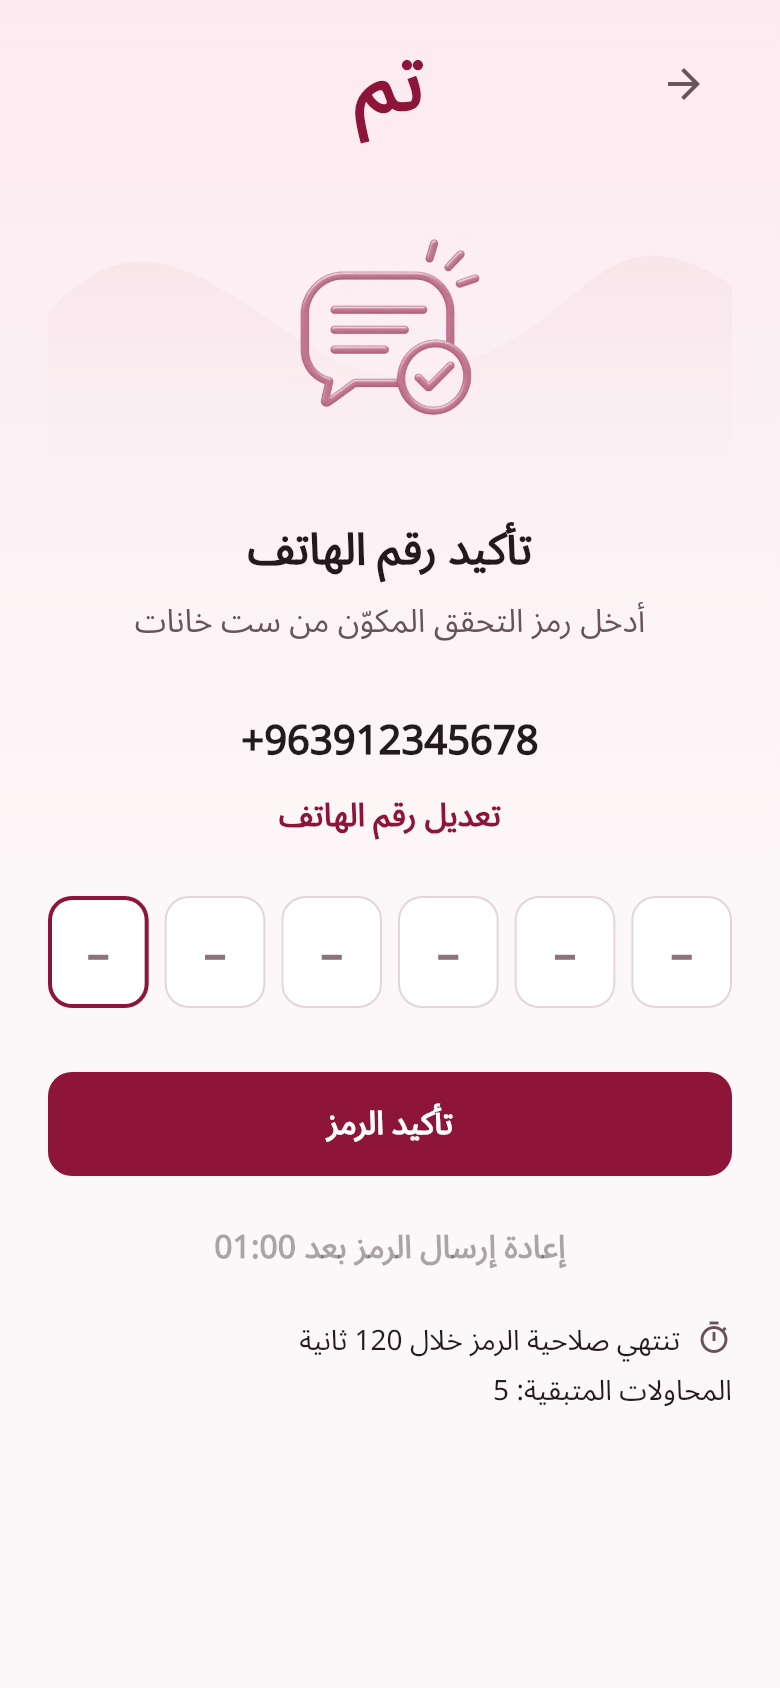 تم
تأكيد رقم الهاتف
أدخل رمز التحقق المكوّن من ست خانات
+963912345678
تعديل رقم الهاتف
– – – – – –
تأكيد الرمز
إعادة إرسال الرمز بعد 01:00
تنتهي صلاحية الرمز خلال 120 ثانية
المحاولات المتبقية: 5